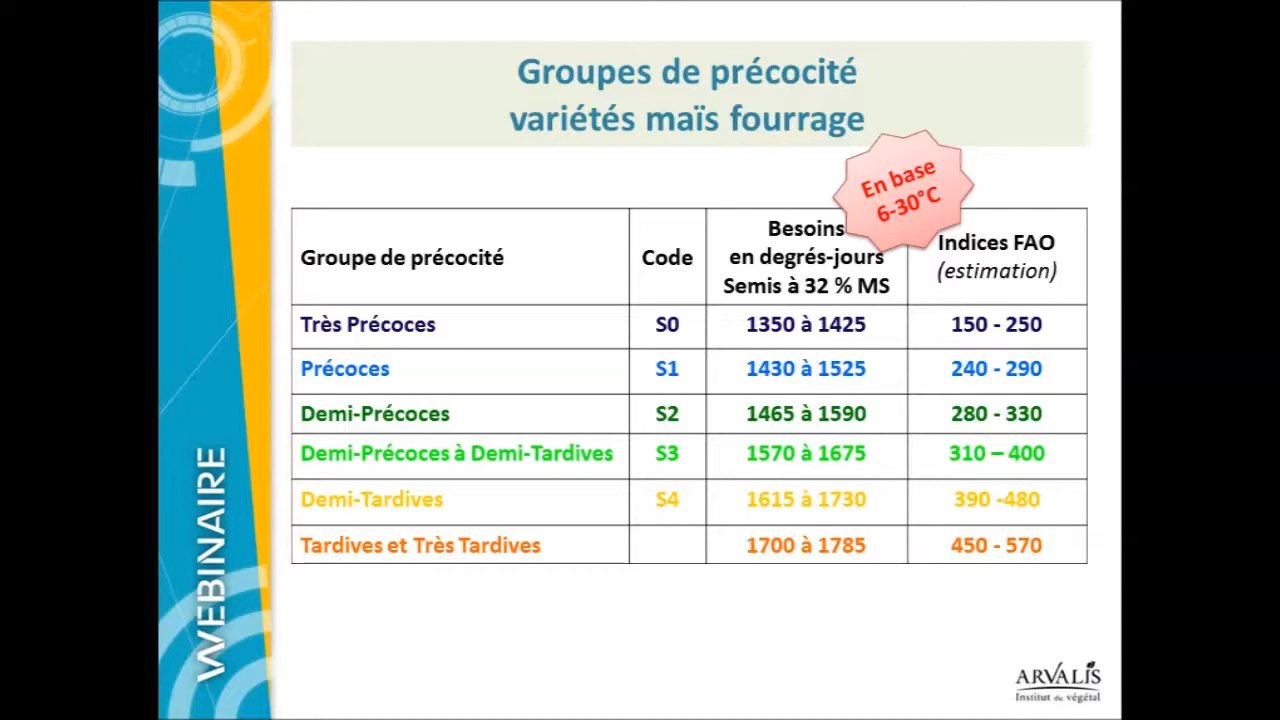 Groupes de précocité
variétés maïs fourrage
En base
6-30°C
Groupe de précocité
Code
Besoins
en degrés-jours
Semis à 32 % MS
Indices FAO
(estimation)
Très Précoces S0 1350 à 1425 150 - 250
Précoces S1 1430 à 1525 240 - 290
Demi-Précoces S2 1465 à 1590 280 - 330
Demi-Précoces à Demi-Tardives S3 1570 à 1675 310 – 400
Demi-Tardives S4 1615 à 1730 390 -480
Tardives et Très Tardives 1700 à 1785 450 - 570
WEBINAIRE
ARVALIS
Institut du végétal